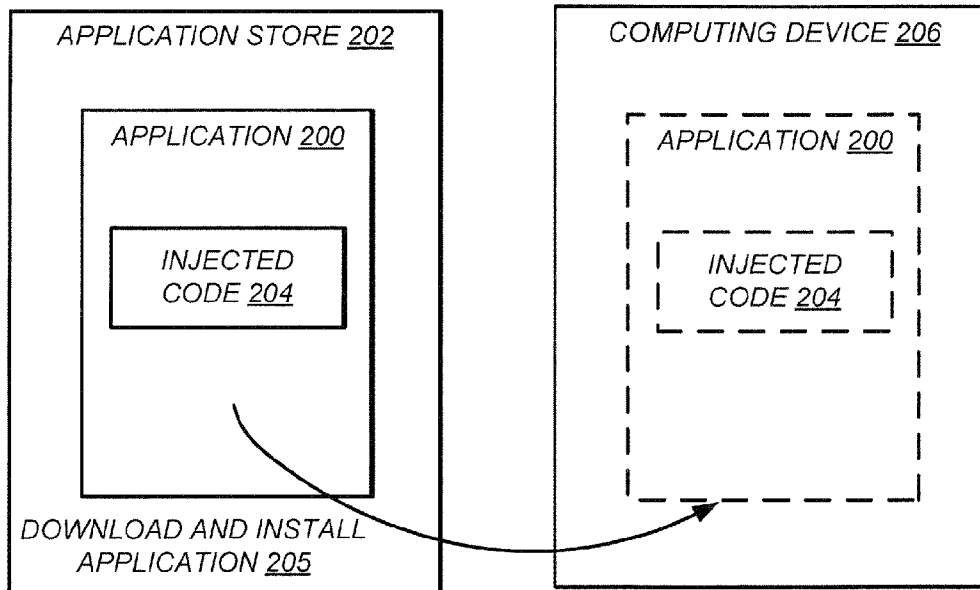 APPLICATION STORE 202
APPLICATION 200
INJECTED
CODE 204
DOWNLOAD AND INSTALL
APPLICATION 205
COMPUTING DEVICE 206
APPLICATION 200
INJECTED
CODE 204